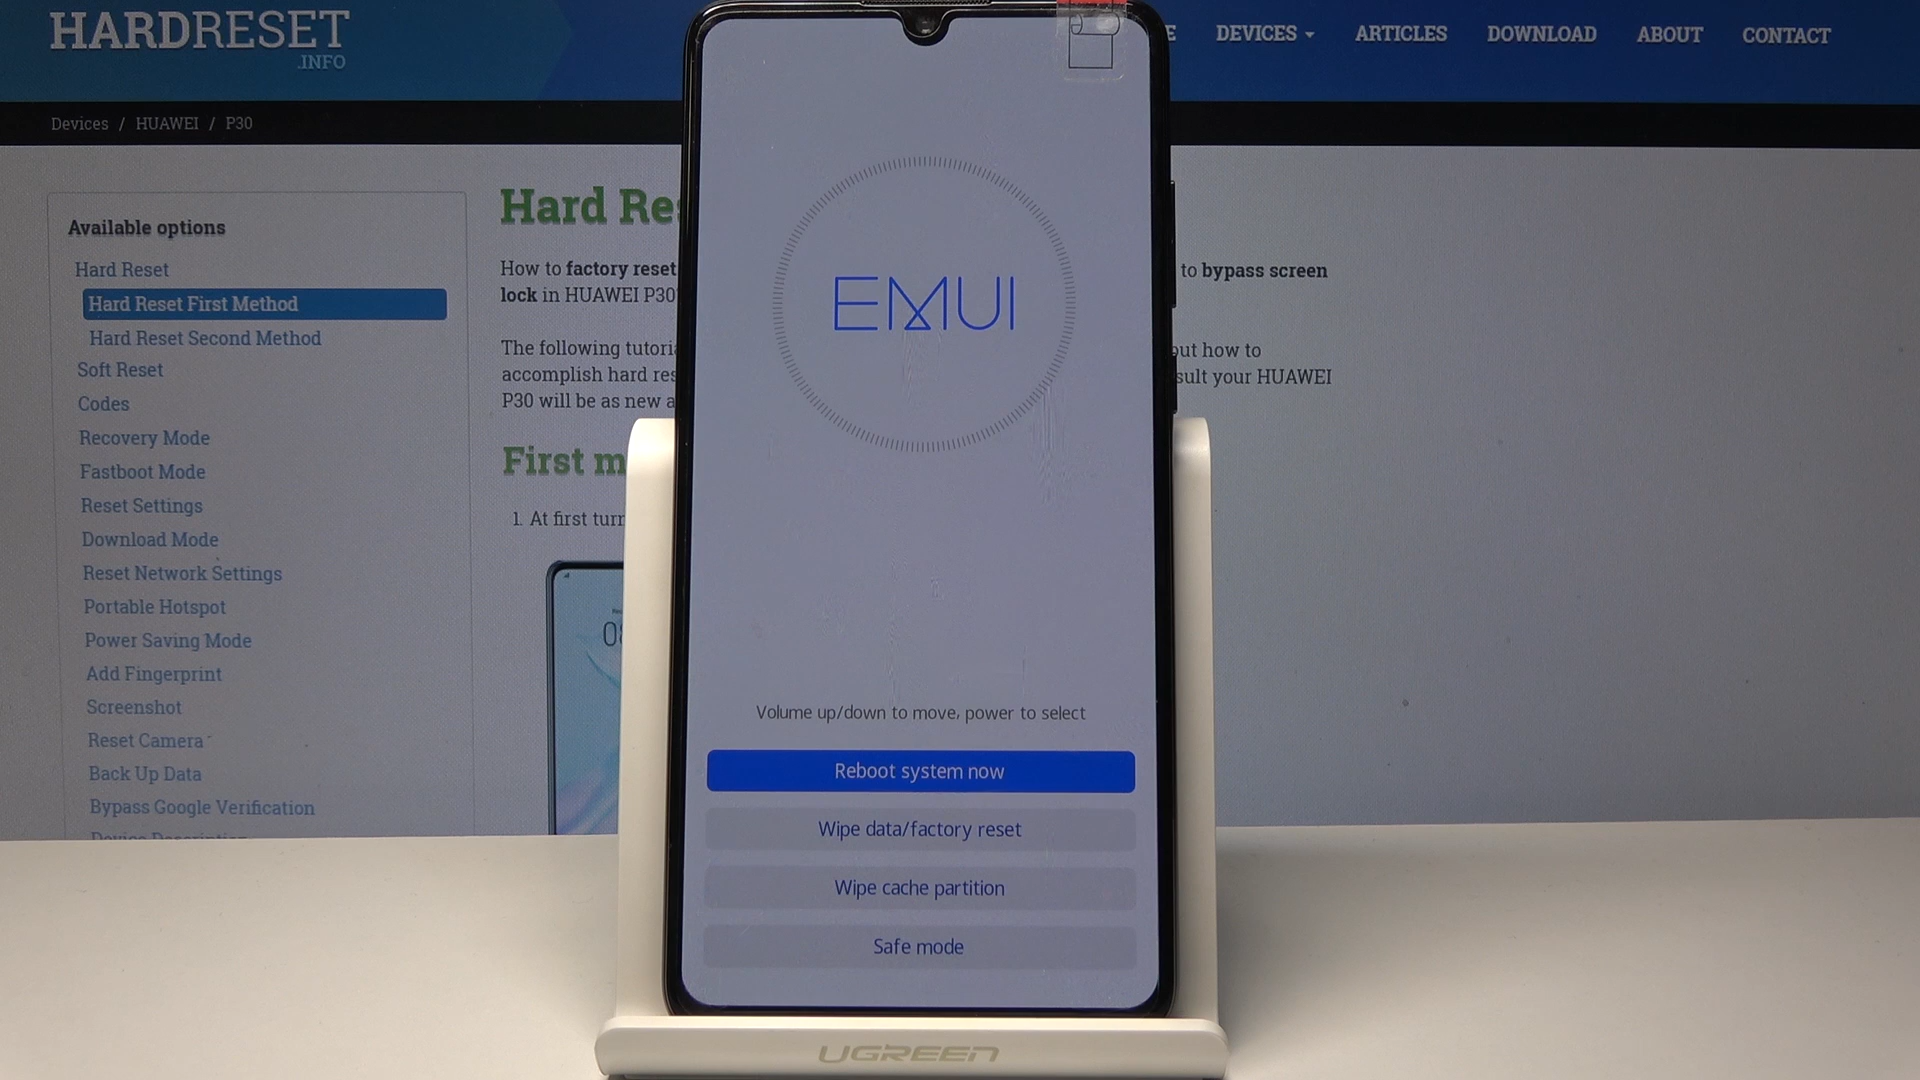 HARDRESET
.INFO
E DEVICES ARTICLES DOWNLOAD ABOUT CONTACT
Devices / HUAWEI / P30
Available options
Hard Reset
Hard Reset First Method
Hard Reset Second Method
Soft Reset
Codes
Recovery Mode
Fastboot Mode
Reset Settings
Download Mode
Reset Network Settings
Portable Hotspot
Power Saving Mode
Add Fingerprint
Screenshot
Reset Camera
Back Up Data
Bypass Google Verification
Device Description
Hard Res
How to factory reset to bypass screen
lock in HUAWEI P30
The following tutori out how to
accomplish hard res sult your HUAWEI
P30 will be as new a
First m
1. At first turn
EMUI
Volume up/down to move, power to select
Reboot system now
Wipe data/factory reset
Wipe cache partition
Safe mode
UGREEN